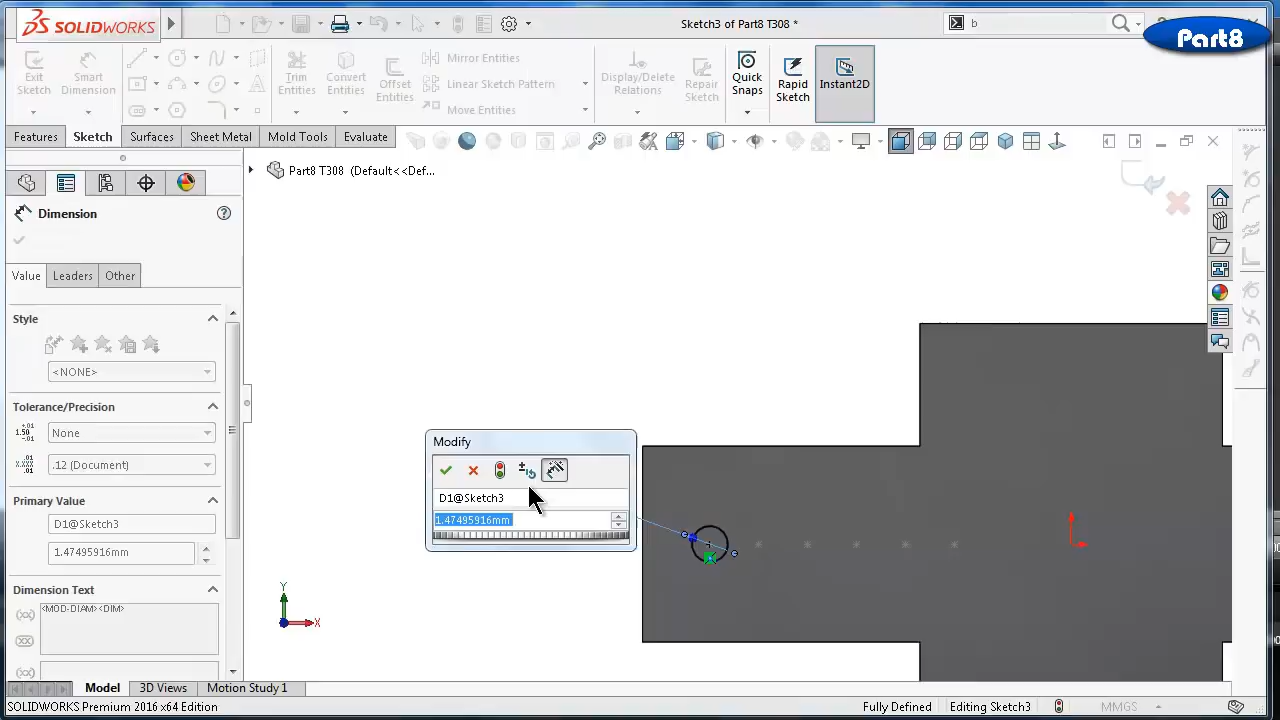 SOLIDWORKS
Sketch3 of Part8 T308 *
b
Part8
Exit Sketch
Smart Dimension
Trim Entities
Convert Entities
Offset Entities
Mirror Entities
Linear Sketch Pattern
Move Entities
Display/Delete Relations
Repair Sketch
Quick Snaps
Rapid Sketch
Instant2D
Features
Sketch
Surfaces
Sheet Metal
Mold Tools
Evaluate
Part8 T308 (Default<<Def...
Dimension
Value
Leaders
Other
Style
<NONE>
Tolerance/Precision
None
.12 (Document)
Primary Value
D1@Sketch3
1.47495916mm
Dimension Text
<MOD-DIAM><DIM>
Modify
D1@Sketch3
1.47495916mm
Y
X
Model
3D Views
Motion Study 1
SOLIDWORKS Premium 2016 x64 Edition
Fully Defined
Editing Sketch3
MMGS